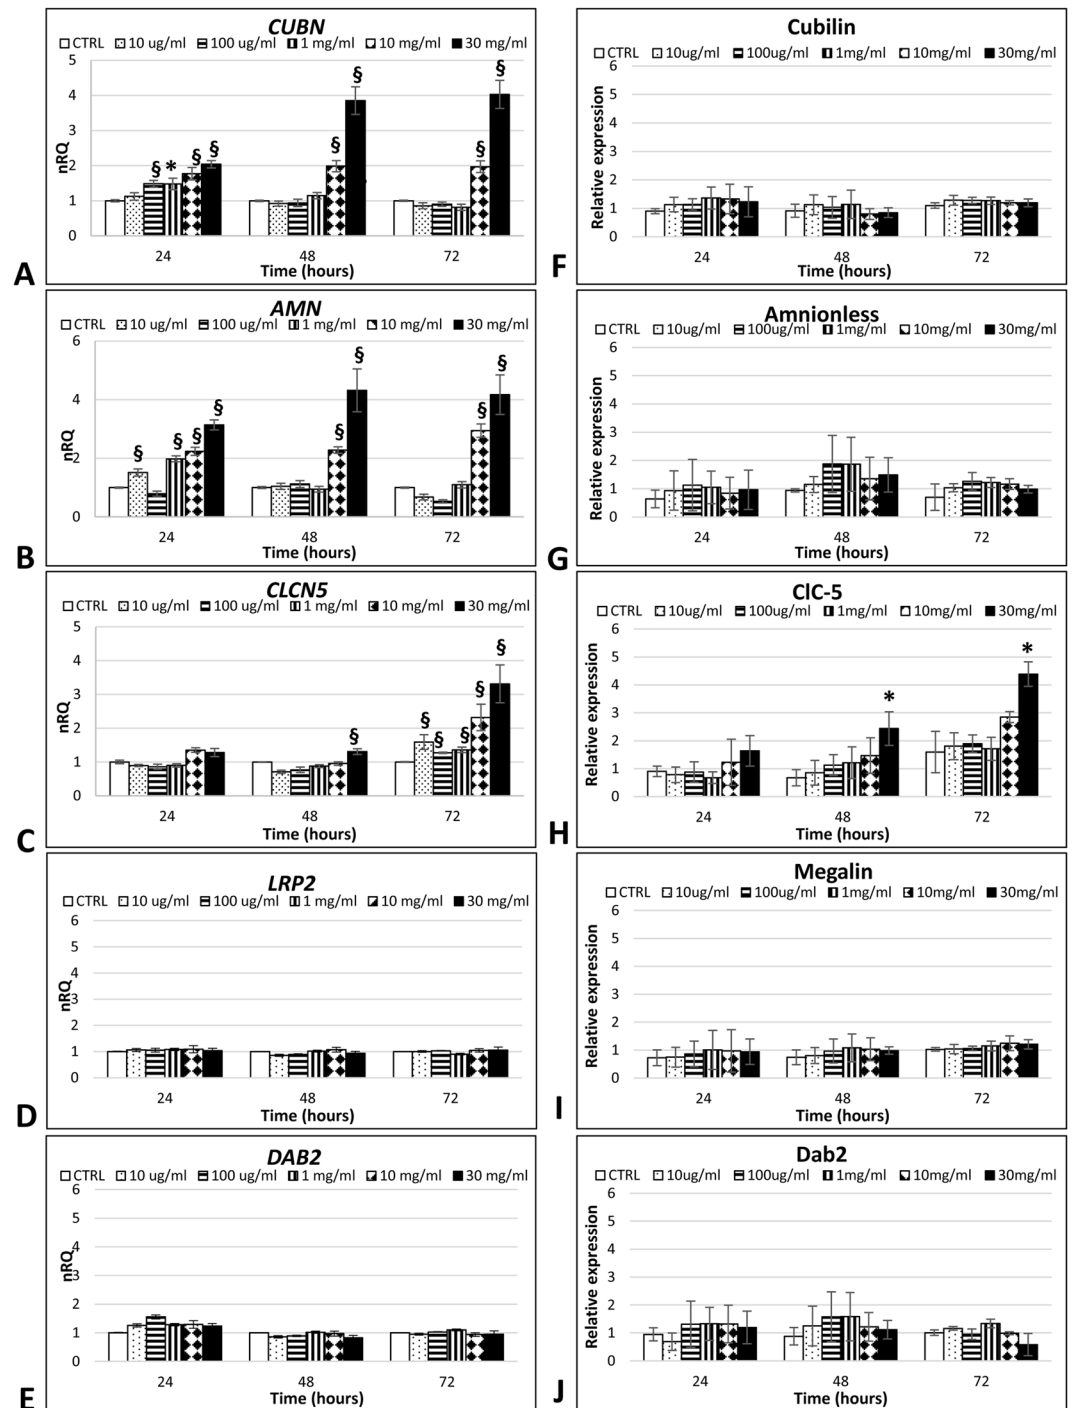 CUBN
CTRL 10 ug/ml 100 ug/ml 1 mg/ml 10 mg/ml 30 mg/ml
5
4
3
2
1
0
nRQ
§ * § §
§ §
§ §
24 48 72
Time (hours)
A
Cubilin
CTRL 10ug/ml 100ug/ml 1mg/ml 10mg/ml 30mg/ml
6
5
4
3
2
1
0
Relative expression
24 48 72
Time (hours)
F
AMN
CTRL 10 ug/ml 100 ug/ml 1 mg/ml 10 mg/ml 30 mg/ml
6
4
2
0
nRQ
§ § § §
§ §
§ §
24 48 72
Time (hours)
B
Amnionless
CTRL 10ug/ml 100ug/ml 1mg/ml 10mg/ml 30mg/ml
6
5
4
3
2
1
0
Relative expression
24 48 72
Time (hours)
G
CLCN5
CTRL 10 ug/ml 100 ug/ml 1 mg/ml 10 mg/ml 30 mg/ml
5
4
3
2
1
0
nRQ
§
§ § § § §
24 48 72
Time (hours)
C
ClC-5
CTRL 10ug/ml 100ug/ml 1mg/ml 10mg/ml 30mg/ml
6
5
4
3
2
1
0
Relative expression
*
*
24 48 72
Time (hours)
H
LRP2
CTRL 10 ug/ml 100 ug/ml 1 mg/ml 10 mg/ml 30 mg/ml
6
5
4
3
2
1
0
nRQ
24 48 72
Time (hours)
D
Megalin
CTRL 10ug/ml 100ug/ml 1mg/ml 10mg/ml 30mg/ml
6
5
4
3
2
1
0
Relative expression
24 48 72
Time (hours)
I
DAB2
CTRL 10 ug/ml 100 ug/ml 1 mg/ml 10 mg/ml 30 mg/ml
6
5
4
3
2
1
0
nRQ
24 48 72
Time (hours)
E
Dab2
CTRL 10ug/ml 100ug/ml 1mg/ml 10mg/ml 30mg/ml
6
5
4
3
2
1
0
Relative expression
24 48 72
Time (hours)
J